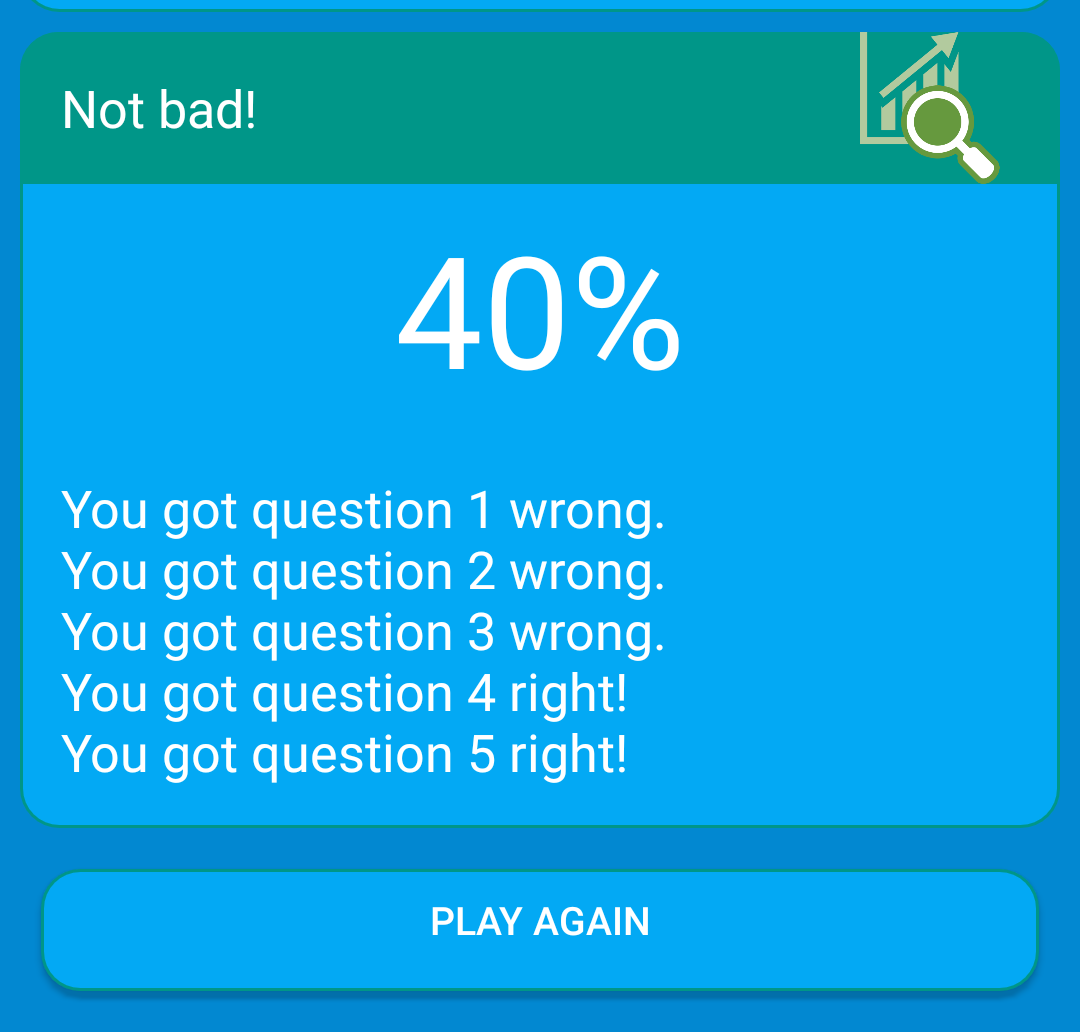 Not bad!
40%
You got question 1 wrong.
You got question 2 wrong.
You got question 3 wrong.
You got question 4 right!
You got question 5 right!
PLAY AGAIN